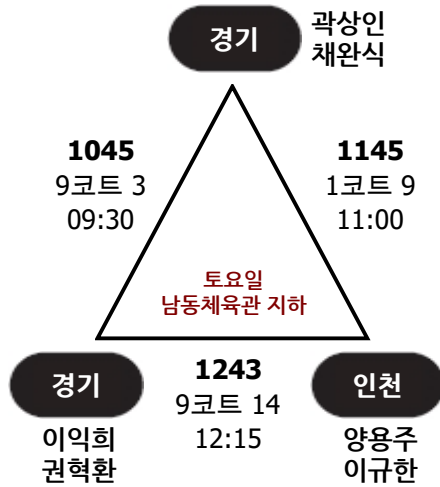 경기
곽상인
채완식
1045
9코트 3
09:30
1145
1코트 9
11:00
토요일
남동체육관 지하
경기
이익희
권혁환
1243
9코트 14
12:15
인천
양용주
이규한